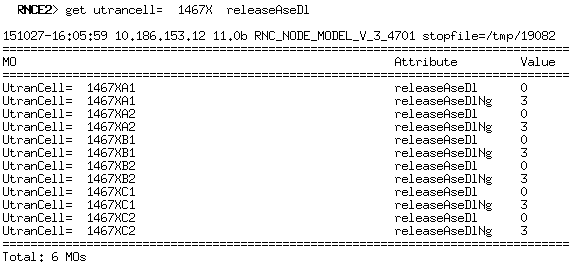 RNCE2> get utrancell= 1467X releaseAseDl
151027-16:05:59 10.186.153.12 11.0b RNC_NODE_MODEL_V_3_4701 stopfile=/tmp/19082
=================================================================================
MO Attribute Value
=================================================================================
UtranCell= 1467XA1 releaseAseDl 0
UtranCell= 1467XA1 releaseAseDlNg 3
UtranCell= 1467XA2 releaseAseDl 0
UtranCell= 1467XA2 releaseAseDlNg 3
UtranCell= 1467XB1 releaseAseDl 0
UtranCell= 1467XB1 releaseAseDlNg 3
UtranCell= 1467XB2 releaseAseDl 0
UtranCell= 1467XB2 releaseAseDlNg 3
UtranCell= 1467XC1 releaseAseDl 0
UtranCell= 1467XC1 releaseAseDlNg 3
UtranCell= 1467XC2 releaseAseDl 0
UtranCell= 1467XC2 releaseAseDlNg 3
=================================================================================
Total: 6 MOs